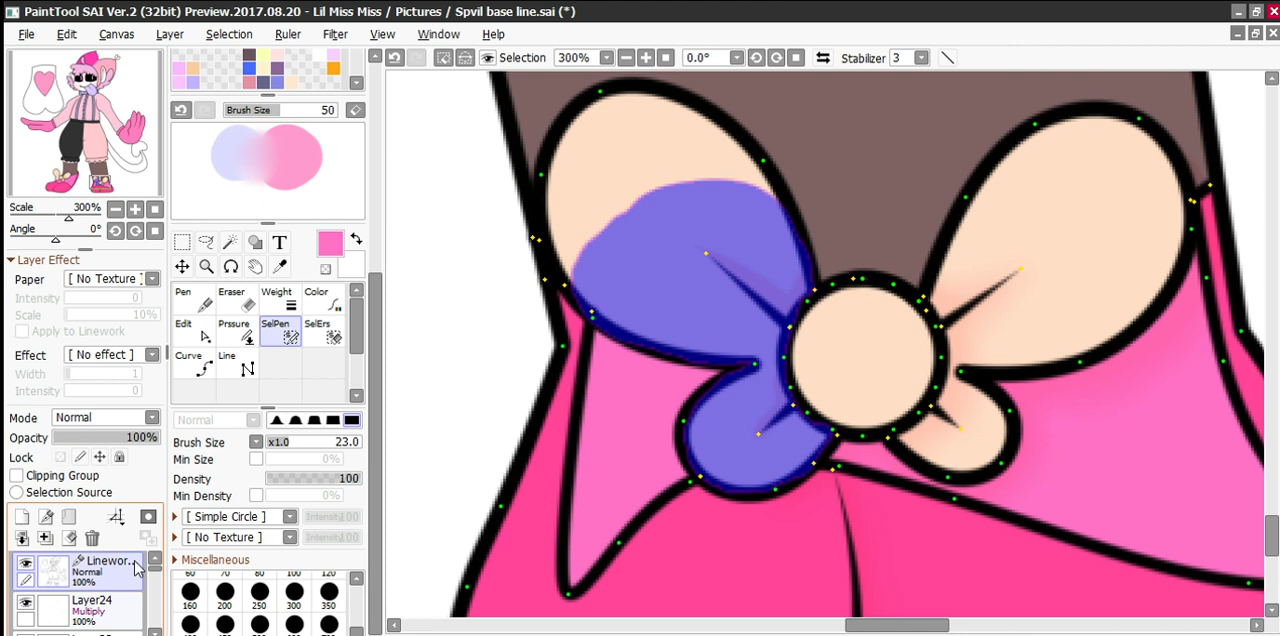 PaintTool SAI Ver.2 (32bit) Preview.2017.08.20 - Lil Miss Miss / Pictures / Spvil base line.sai (*)
File Edit Canvas Layer Selection Ruler Filter View Window Help
Selection 300% 0.0° Stabilizer 3
Brush Size 50
Scale 300%
Angle 0°
Layer Effect
Paper [ No Texture ]
Intensity 0
Scale 10%
Apply to Linework
Effect [ No effect ]
Width 1
Intensity 0
Mode Normal
Opacity 100%
Lock
Clipping Group
Selection Source
Linewor..
Normal
100%
Layer24
Multiply
100%
T
Pen Eraser Weight Color
Edit Prssure SelPen SelErs
Curve Line
Normal
Brush Size x1.0 23.0
Min Size 0%
Density 100
Min Density 0%
[ Simple Circle ] Intensity 100
[ No Texture ] Intensity 100
Miscellaneous
60 70 80 100 120
160 200 250 300 350